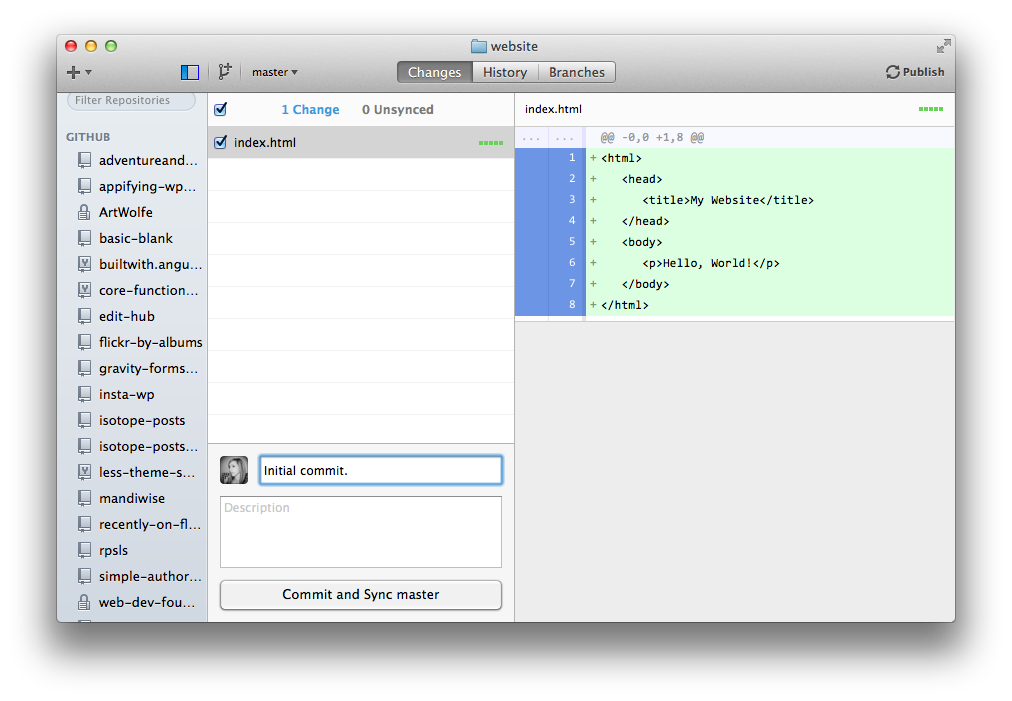 website
master
Changes
History
Branches
Publish
Filter Repositories
GITHUB
adventureand...
appifying-wp...
ArtWolfe
basic-blank
builtwith.angu...
core-function...
edit-hub
flickr-by-albums
gravity-forms...
insta-wp
isotope-posts
isotope-posts...
less-theme-s...
mandiwise
recently-on-fl...
rpsls
simple-author...
web-dev-fou...
1 Change 0 Unsynced
index.html
Initial commit.
Description
Commit and Sync master
index.html
... ... @@ -0,0 +1,8 @@
1 + <html>
2 + <head>
3 + <title>My Website</title>
4 + </head>
5 + <body>
6 + <p>Hello, World!</p>
7 + </body>
8 + </html>